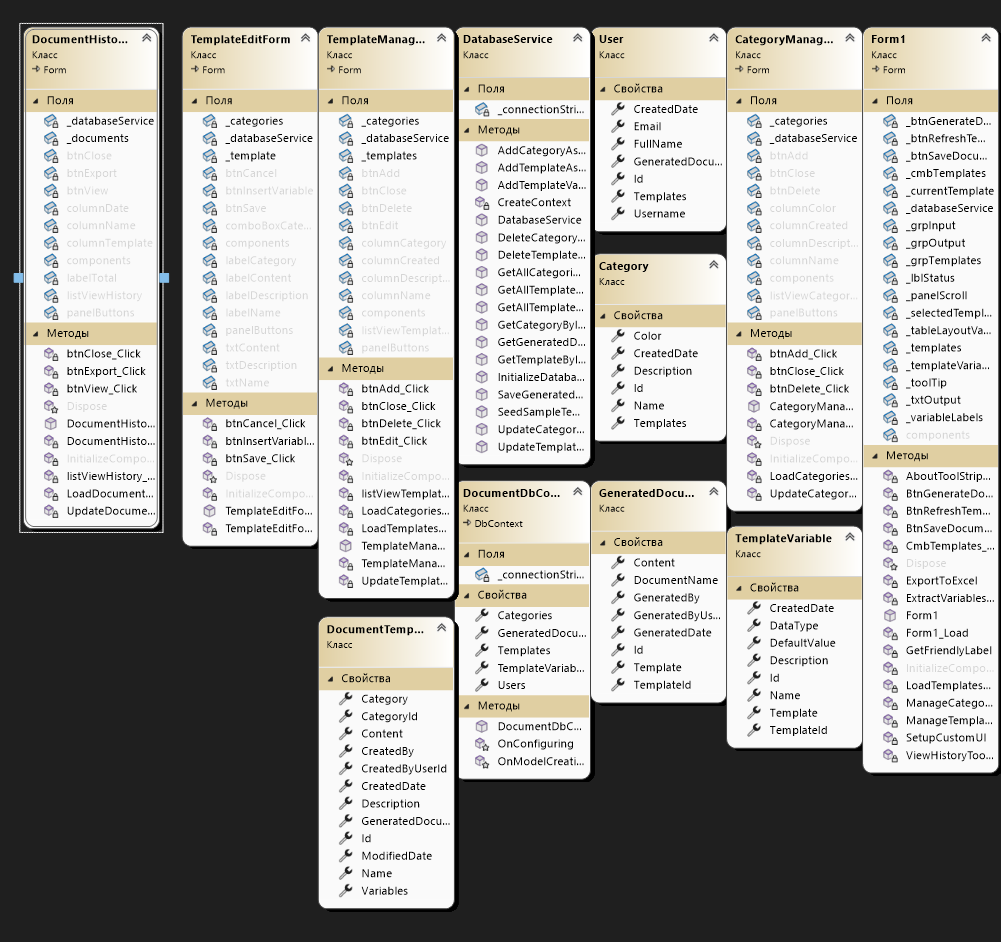 DocumentHisto...
Класс
Form
Поля
_databaseService
_documents
btnClose
btnExport
btnView
columnDate
columnName
columnTemplate
components
labelTotal
listViewHistory
panelButtons
Методы
btnClose_Click
btnExport_Click
btnView_Click
Dispose
DocumentHisto...
DocumentHisto...
InitializeCompo...
listViewHistory_...
LoadDocument...
UpdateDocume...
TemplateEditForm
Класс
Form
Поля
_categories
_databaseService
_template
btnCancel
btnInsertVariable
btnSave
comboBoxCate...
components
labelCategory
labelContent
labelDescription
labelName
panelButtons
txtContent
txtDescription
txtName
Методы
btnCancel_Click
btnInsertVariabl...
btnSave_Click
Dispose
InitializeCompo...
TemplateEditFo...
TemplateEditFo...
TemplateManag...
Класс
Form
Поля
_categories
_databaseService
_templates
btnAdd
btnClose
btnDelete
btnEdit
columnCategory
columnCreated
columnDescript...
columnName
components
listViewTemplat...
panelButtons
Методы
btnAdd_Click
btnClose_Click
btnDelete_Click
btnEdit_Click
Dispose
InitializeCompo...
listViewTemplat...
LoadCategories...
LoadTemplates...
TemplateMana...
TemplateMana...
UpdateTemplat...
DocumentTemp...
Класс
Свойства
Category
CategoryId
Content
CreatedBy
CreatedByUserId
CreatedDate
Description
GeneratedDocu...
Id
ModifiedDate
Name
Variables
DatabaseService
Класс
Поля
_connectionStri...
Методы
AddCategoryAs...
AddTemplateAs...
AddTemplateVa...
CreateContext
DatabaseService
DeleteCategory...
DeleteTemplate...
GetAllCategori...
GetAllTemplate...
GetAllTemplate...
GetCategoryByI...
GetGeneratedD...
GetTemplateByI...
InitializeDataba...
SaveGenerated...
SeedSampleTe...
UpdateCategor...
UpdateTemplat...
DocumentDbCo...
Класс
DbContext
Поля
_connectionStri...
Свойства
Categories
GeneratedDocu...
Templates
TemplateVariab...
Users
Методы
DocumentDbC...
OnConfiguring
OnModelCreati...
User
Класс
Свойства
CreatedDate
Email
FullName
GeneratedDocu...
Id
Templates
Username
Category
Класс
Свойства
Color
CreatedDate
Description
Id
Name
Templates
GeneratedDocu...
Класс
Свойства
Content
DocumentName
GeneratedBy
GeneratedByUs...
GeneratedDate
Id
Template
TemplateId
CategoryManag...
Класс
Form
Поля
_categories
_databaseService
btnAdd
btnClose
btnDelete
columnColor
columnCreated
columnDescript...
columnName
components
listViewCategor...
panelButtons
Методы
btnAdd_Click
btnClose_Click
btnDelete_Click
CategoryMana...
CategoryMana...
Dispose
InitializeCompo...
LoadCategories...
UpdateCategor...
TemplateVariable
Класс
Свойства
CreatedDate
DataType
DefaultValue
Description
Id
Name
Template
TemplateId
Form1
Класс
Form
Поля
_btnGenerateD...
_btnRefreshTe...
_btnSaveDocu...
_cmbTemplates
_currentTemplate
_databaseService
_grpInput
_grpOutput
_grpTemplates
_lblStatus
_panelScroll
_selectedTempl...
_tableLayoutVa...
_templates
_templateVaria...
_toolTip
_txtOutput
_variableLabels
components
Методы
AboutToolStrip...
BtnGenerateDo...
BtnRefreshTem...
BtnSaveDocum...
CmbTemplates_...
Dispose
ExportToExcel
ExtractVariables...
Form1
Form1_Load
GetFriendlyLabel
InitializeCompo...
LoadTemplates...
ManageCatego...
ManageTempla...
SetupCustomUI
ViewHistoryToo...